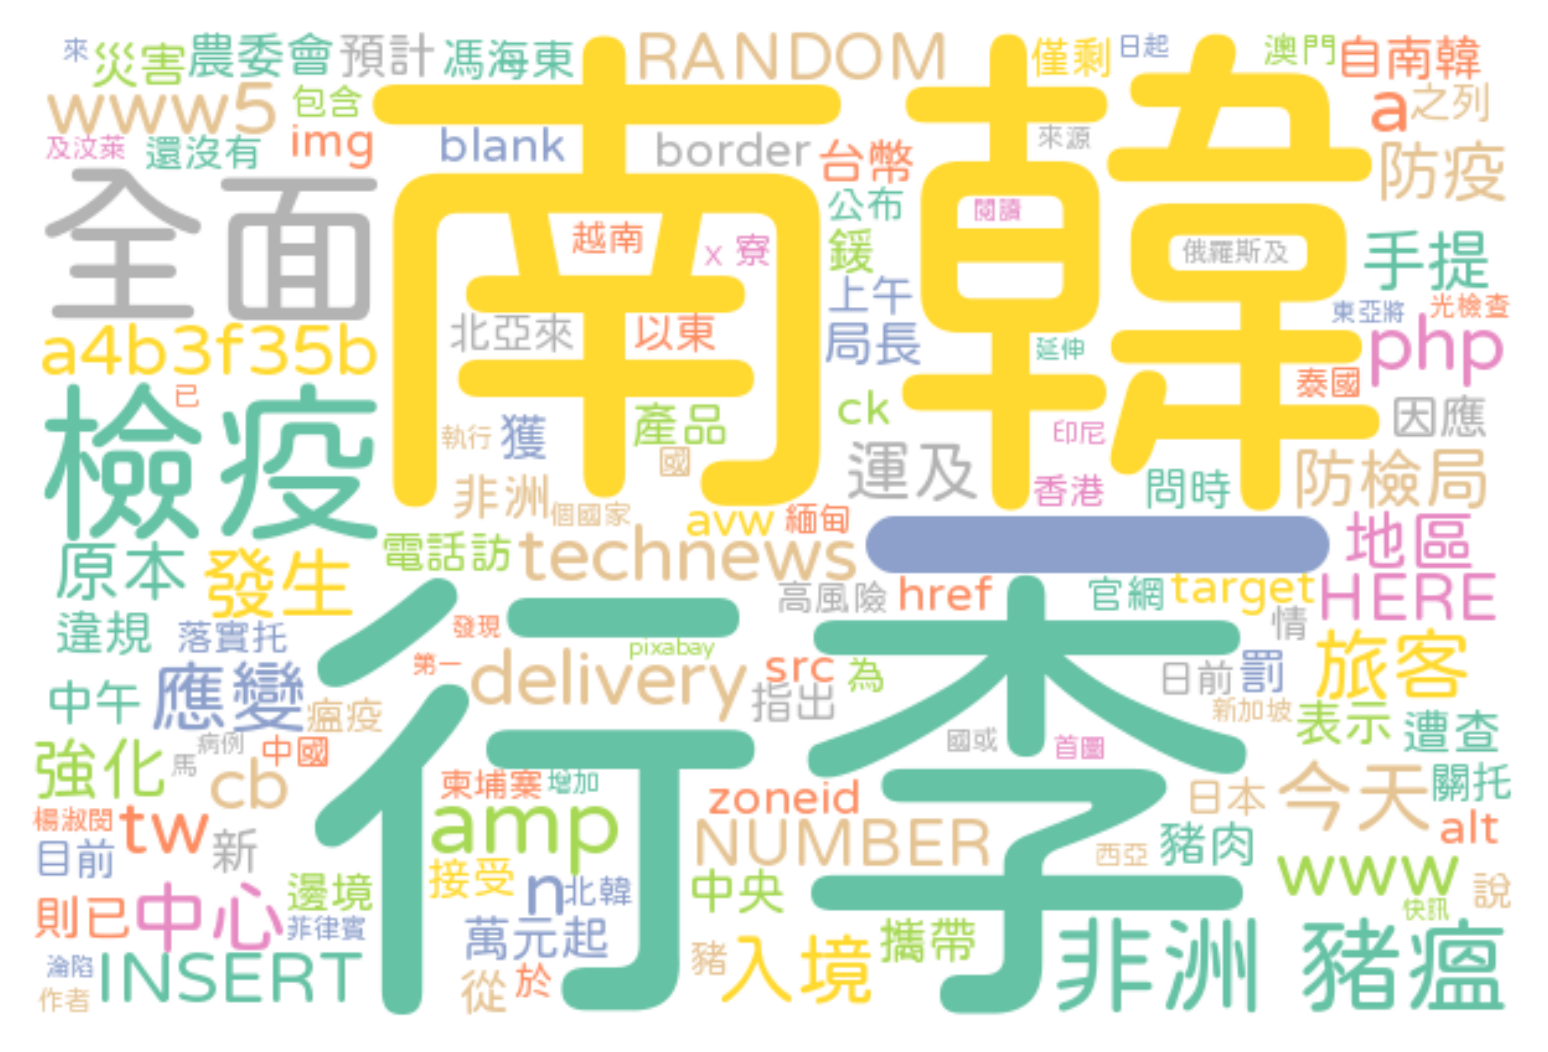 來 災害 農委會 預計 馮海東 RANDOM 僅剩 日起 澳門 自南韓
www5 包含 a 之列
及汶萊 還沒有 img blank border 台幣 來源 防疫
南韓
全面 越南 x 寮 公布 閱讀 鍰 俄羅斯及 手提
上午 東亞將 光檢查
a4b3f35b 北亞來 以東 局長 延伸 php
檢疫 已 泰國
產品 ck 因應
執行 獲 國 印尼
非洲 運及 香港 問時 防檢局
個國家 avw 緬甸
原本 發生 電話訪 technews 一 地區
高風險 href 官網 target HERE
行李
違規 落實托 發現 pixabay 情 旅客
第一 delivery src 為 日前 罰
中午 應變 瘟疫 指出 新加坡 表示 遭查
強化 馬 病例 中國 國或 首圖
cb 柬埔寨 增加 zoneid 日本 今天 關托
楊淑閔 tw amp NUMBER alt
目前 新 西亞 豬肉
接受 www
則已 中心 邊境 n 北韓 中央 快訊 說
菲律賓 萬元起 攜帶
淪陷 INSERT 豬 入境 非洲 豬瘟
作者 從 於